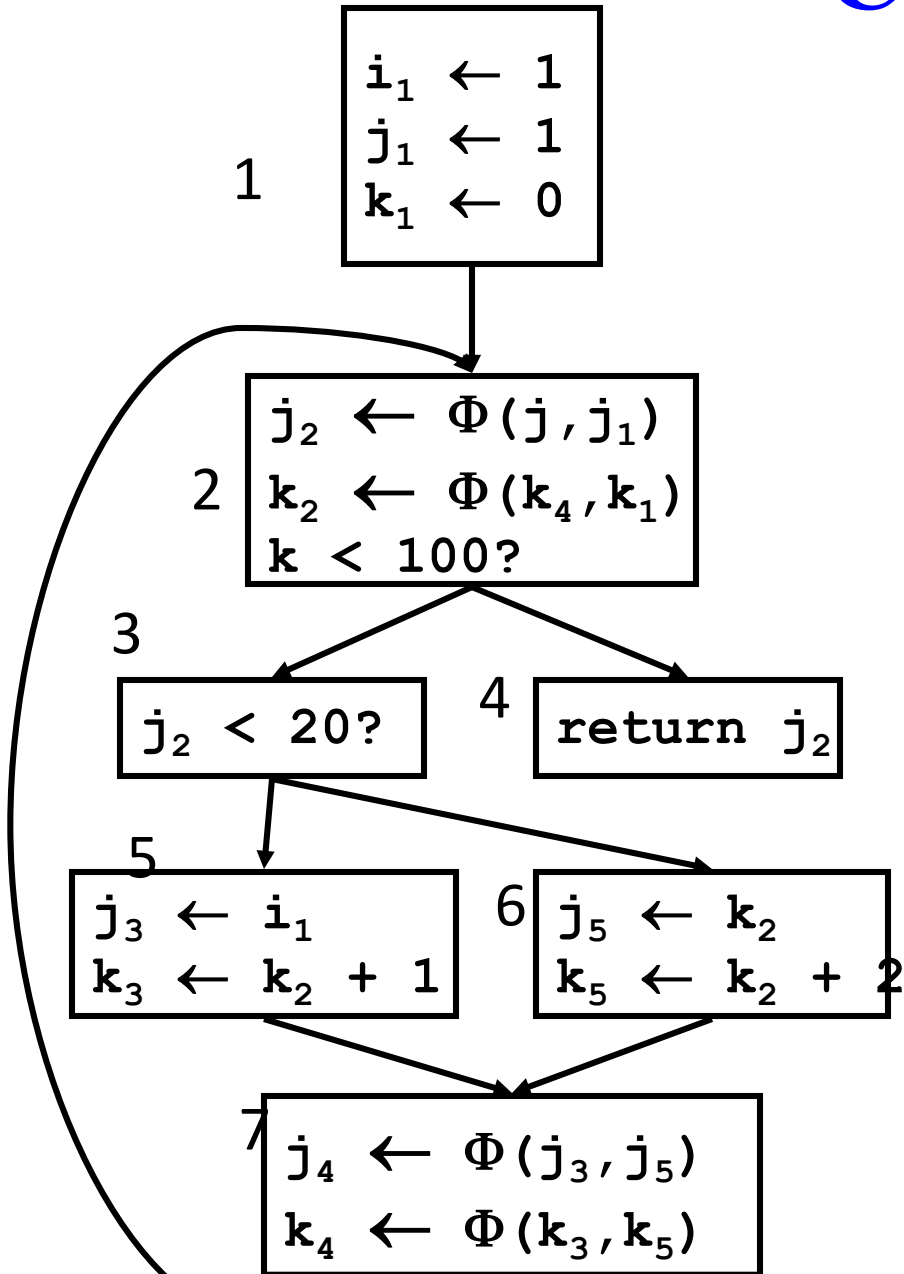 i₁ ← 1
j₁ ← 1
k₁ ← 0
1
j₂ ← Φ(j,j₁)
k₂ ← Φ(k₄,k₁)
k < 100?
2
3
j₂ < 20?
4
return j₂
5
j₃ ← i₁
k₃ ← k₂ + 1
6
j₅ ← k₂
k₅ ← k₂ + 2
7
j₄ ← Φ(j₃,j₅)
k₄ ← Φ(k₃,k₅)